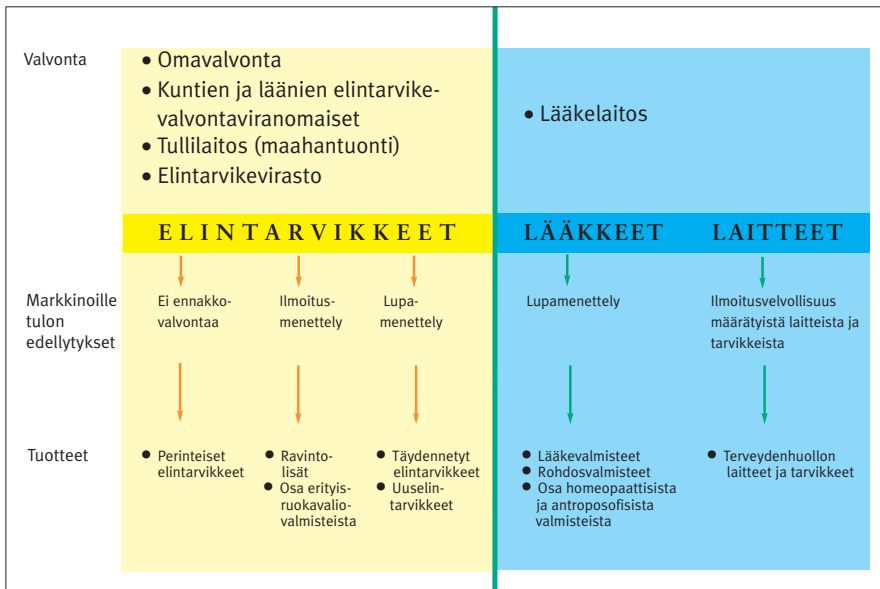 Valvonta
• Omavalvonta
• Kuntien ja läänien elintarvike-
valvontaviranomaiset
• Tullilaitos (maahantuonti)
• Elintarvikevirasto
• Lääkelaitos
ELINTARVIKKEET
LÄÄKKEET
LAITTEET
Markkinoille
tulon
edellytykset
Ei ennakko-
valvontaa
Ilmoitus-
menettely
Lupa-
menettely
Lupamenettely
Ilmoitusvelvollisuus
määrätyistä laitteista ja
tarvikkeista
Tuotteet
• Perinteiset
elintarvikkeet
• Ravinto-
lisät
• Osa erityis-
ruokavalio-
valmisteista
• Täydennetyt
elintarvikkeet
• Uuselin-
tarvikkeet
• Lääkevalmisteet
• Rohdosvalmisteet
• Osa homeopaattisista
ja antroposofisista
valmisteista
• Terveydenhuollon
laitteet ja tarvikkeet